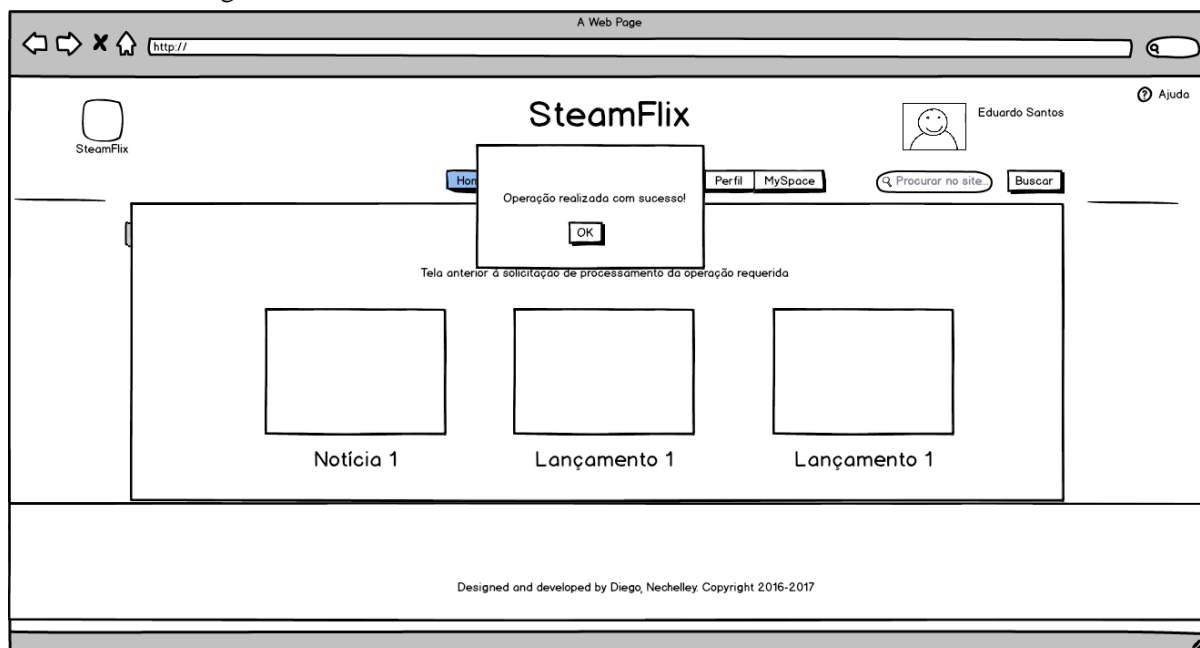 A Web Page
http://
Ajuda
SteamFlix
Eduardo Santos
SteamFlix
Hom Perfil MySpace Procurar no site... Buscar
Operação realizada com sucesso!
OK
Tela anterior à solicitação de processamento da operação requerida
Notícia 1 Lançamento 1 Lançamento 1
Designed and developed by Diego, Nechelley. Copyright 2016-2017